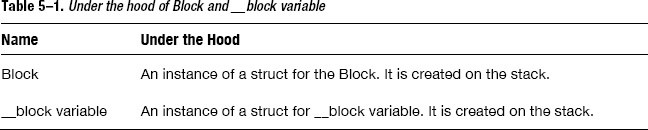 Table 5–1. Under the hood of Block and __block variable
Name Under the Hood
Block An instance of a struct for the Block. It is created on the stack.
__block variable An instance of a struct for __block variable. It is created on the stack.